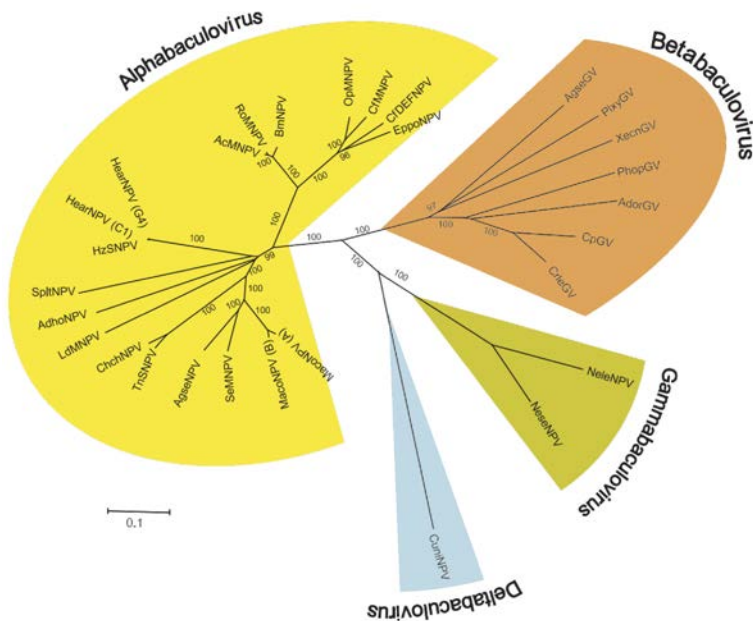 Alphabaculovirus
Betabaculovirus
Gammabaculovirus
Deltabaculovirus
HearNPV (G4)
HearNPV (C1)
HzSNPV
SpltNPV
AdhoNPV
LdMNPV
ChchNPV
TnSNPV
AgseNPV
SeMNPV
MacoNPV (B)
MacoNPV (A)
AcMNPV
RoMNPV
BmNPV
OpMNPV
CfMNPV
CfDEFNPV
EppoNPV
AgseGV
PlxyGV
XecnGV
PhopGV
AdorGV
CpGV
CrleGV
NeleNPV
NeseNPV
CuniNPV
100
100
100
96
100
100
100
99
100
100
100
100
100
100
100
97
100
100
100
100
0.1